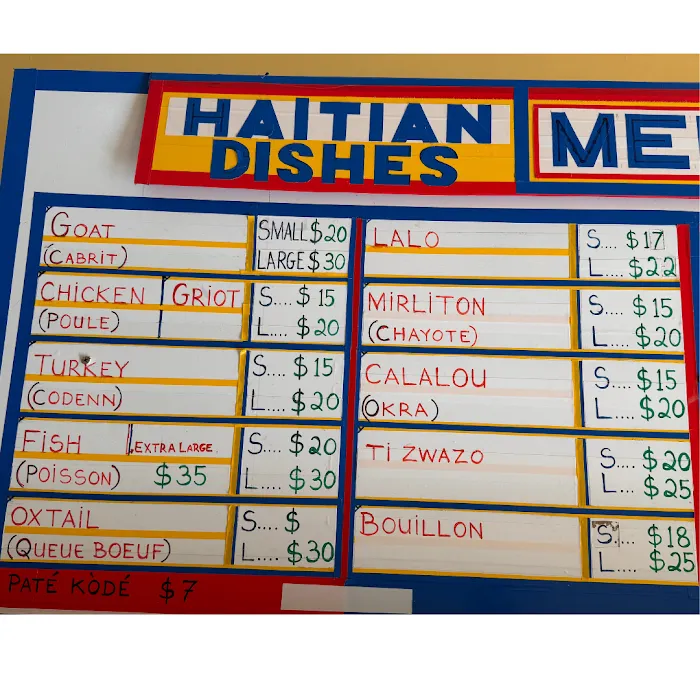 HAITIAN
DISHES
ME
GOAT SMALL $20
(CABRIT) LARGE $30
CHICKEN GRIOT S.... $15
(POULE) L.... $20
TURKEY S.... $15
(CODENN) L.... $20
FISH EXTRA LARGE S.... $20
(POISSON) $35 L.... $30
OXTAIL S.... $
(QUEUE BOEUF) L.... $30
PATÉ KÒDÉ $7
LALO S.... $17
L.... $22
MIRLITON S.... $15
(CHAYOTE) L.... $20
CALALOU S.... $15
(OKRA) L.... $20
TI ZWAZO S.... $20
L.... $25
BOUILLON S.... $18
L.... $25